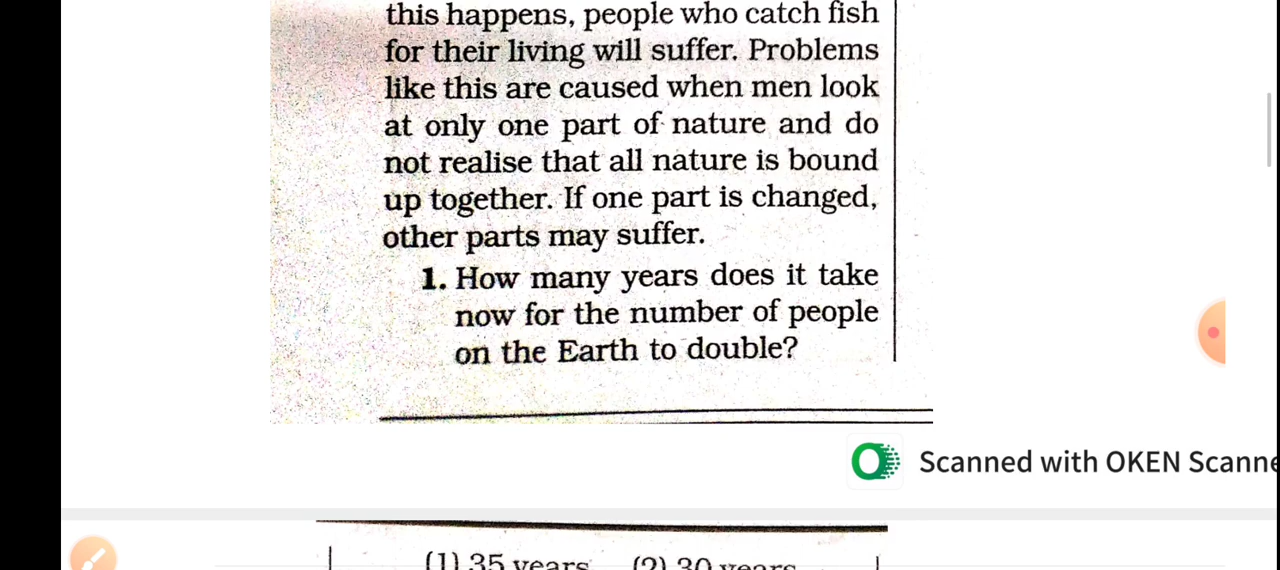 this happens, people who catch fish
for their living will suffer. Problems
like this are caused when men look
at only one part of nature and do
not realise that all nature is bound
up together. If one part is changed,
other parts may suffer.
1. How many years does it take
now for the number of people
on the Earth to double?
Scanned with OKEN Scanne
(1) 35 years (2) 30 years